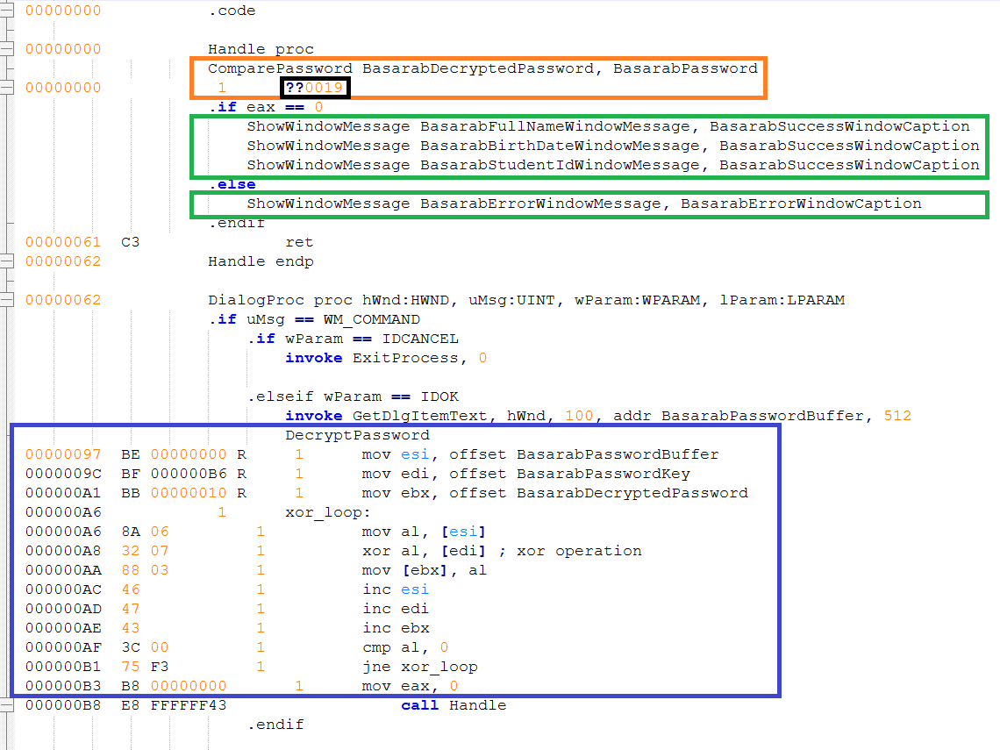 00000000 .code
00000000 Handle proc
ComparePassword BasarabDecryptedPassword, BasarabPassword
00000000 1 ??0019
.if eax == 0
ShowWindowMessage BasarabFullNameWindowMessage, BasarabSuccessWindowCaption
ShowWindowMessage BasarabBirthDateWindowMessage, BasarabSuccessWindowCaption
ShowWindowMessage BasarabStudentIdWindowMessage, BasarabSuccessWindowCaption
.else
ShowWindowMessage BasarabErrorWindowMessage, BasarabErrorWindowCaption
.endif
00000061 C3 ret
00000062 Handle endp
00000062 DialogProc proc hWnd:HWND, uMsg:UINT, wParam:WPARAM, lParam:LPARAM
.if uMsg == WM_COMMAND
.if wParam == IDCANCEL
invoke ExitProcess, 0
.elseif wParam == IDOK
invoke GetDlgItemText, hWnd, 100, addr BasarabPasswordBuffer, 512
DecryptPassword
00000097 BE 00000000 R 1 mov esi, offset BasarabPasswordBuffer
0000009C BF 000000B6 R 1 mov edi, offset BasarabPasswordKey
000000A1 BB 00000010 R 1 mov ebx, offset BasarabDecryptedPassword
000000A6 1 xor_loop:
000000A6 8A 06 1 mov al, [esi]
000000A8 32 07 1 xor al, [edi] ; xor operation
000000AA 88 03 1 mov [ebx], al
000000AC 46 1 inc esi
000000AD 47 1 inc edi
000000AE 43 1 inc ebx
000000AF 3C 00 1 cmp al, 0
000000B1 75 F3 1 jne xor_loop
000000B3 B8 00000000 1 mov eax, 0
000000B8 E8 FFFFFF43 call Handle
.endif